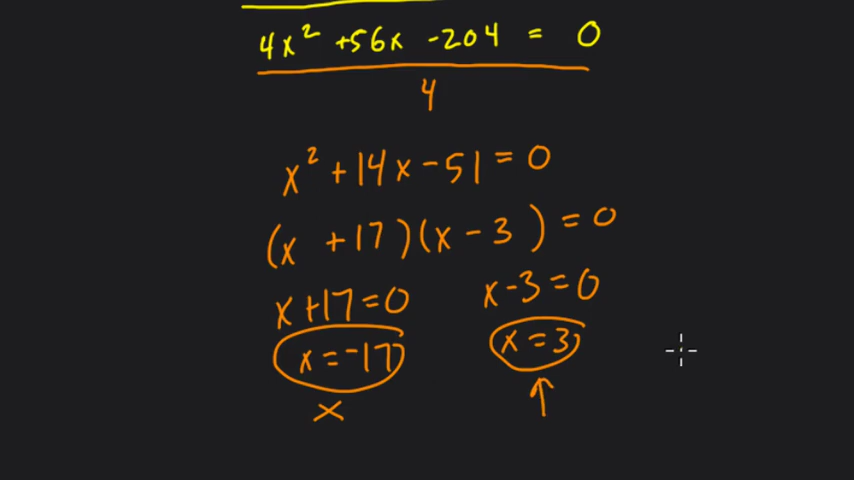 4x² +56x -204 = 0
4
x² +14x -51 = 0
(x +17)(x - 3) = 0
x+17=0 x-3=0
x=-17 x=3
x ↑